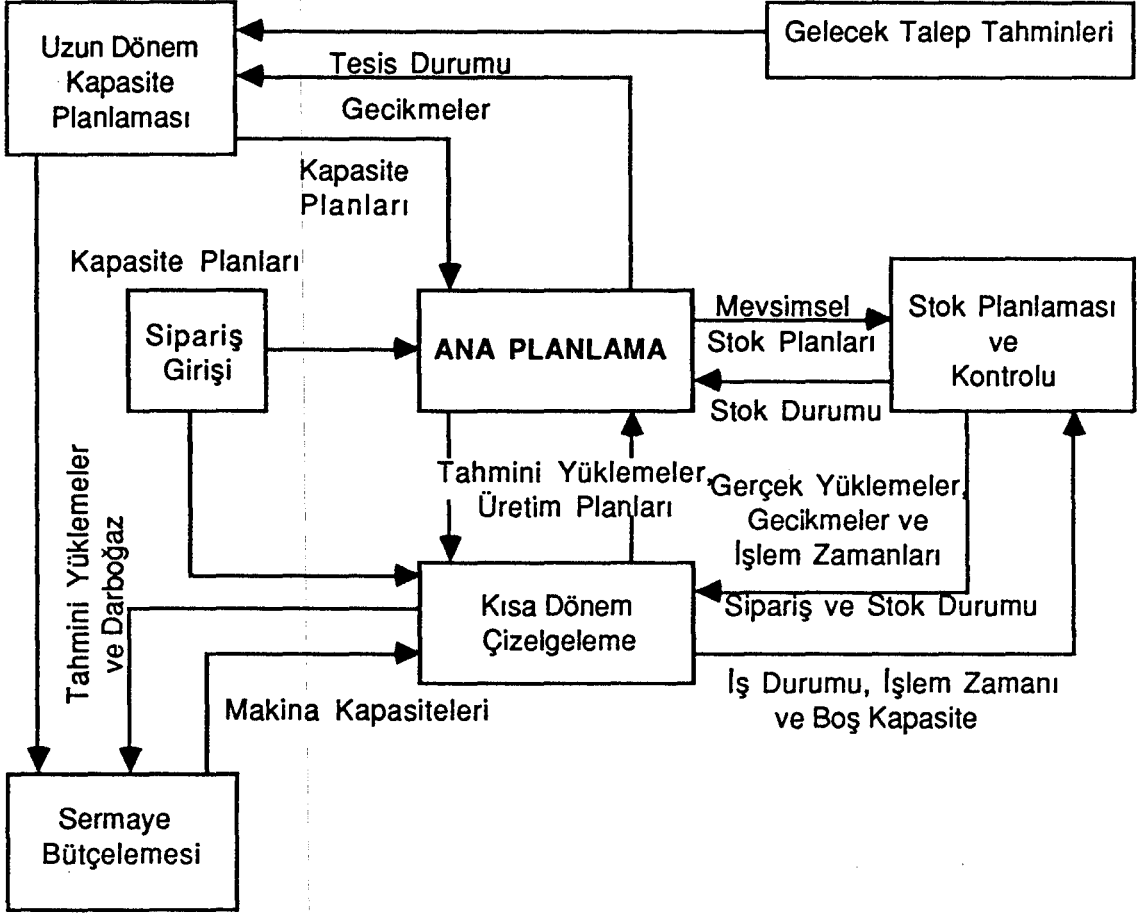 Uzun Dönem
Kapasite
Planlaması
Gelecek Talep Tahminleri
Tesis Durumu
Gecikmeler
Kapasite
Planları
Kapasite Planları
Sipariş
Girişi
ANA PLANLAMA
Mevsimsel
Stok Planları
Stok Planlaması
ve
Kontrolu
Stok Durumu
Tahmini Yüklemeler,
Üretim Planları
Gerçek Yüklemeler,
Gecikmeler ve
İşlem Zamanları
Tahmini Yüklemeler
ve Darboğaz
Kısa Dönem
Çizelgeleme
Sipariş ve Stok Durumu
İş Durumu, İşlem Zamanı
ve Boş Kapasite
Makina Kapasiteleri
Sermaye
Bütçelemesi